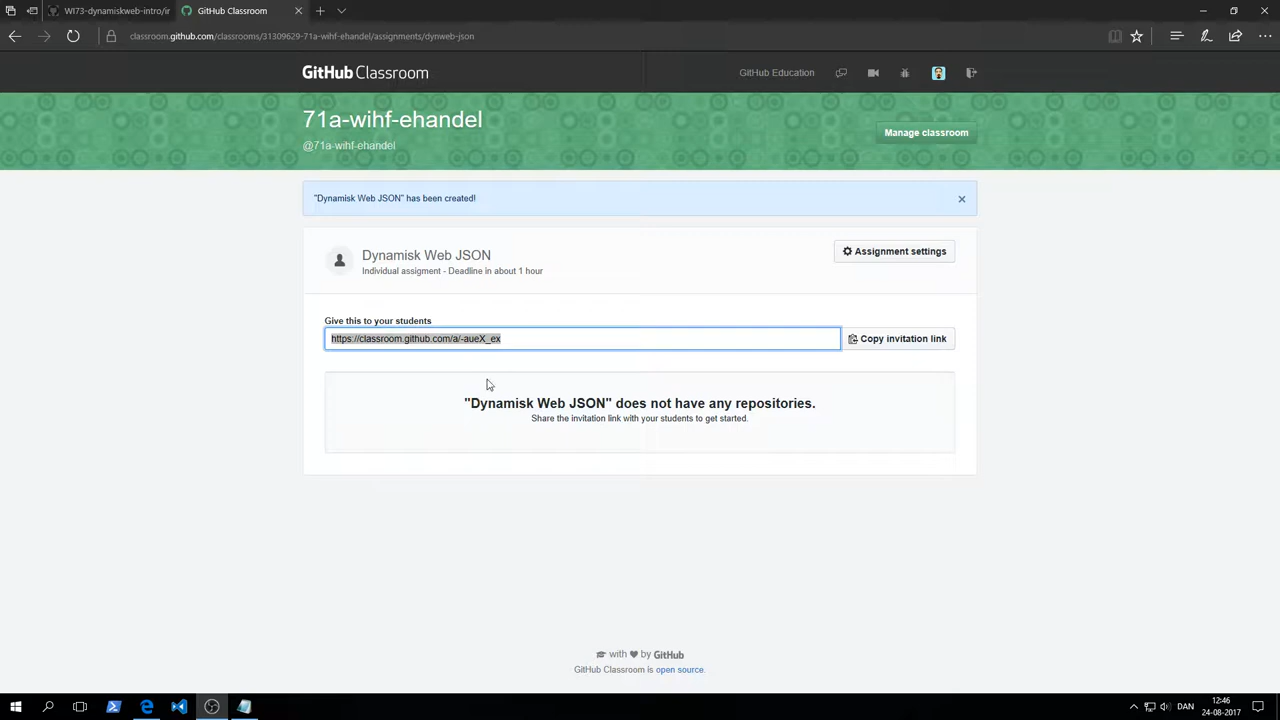 WI73-dynamiskweb-intro/ir
GitHub Classroom
classroom.github.com/classrooms/31309629-71a-wihf-ehandel/assignments/dynweb-json
GitHub Classroom
GitHub Education
71a-wihf-ehandel
@71a-wihf-ehandel
Manage classroom
"Dynamisk Web JSON" has been created!
Dynamisk Web JSON
Individual assigment - Deadline in about 1 hour
Assignment settings
Give this to your students
https://classroom.github.com/a/-aueX_ex
Copy invitation link
"Dynamisk Web JSON" does not have any repositories.
Share the invitation link with your students to get started.
with by GitHub
GitHub Classroom is open source.
DAN
12:46
24-08-2017